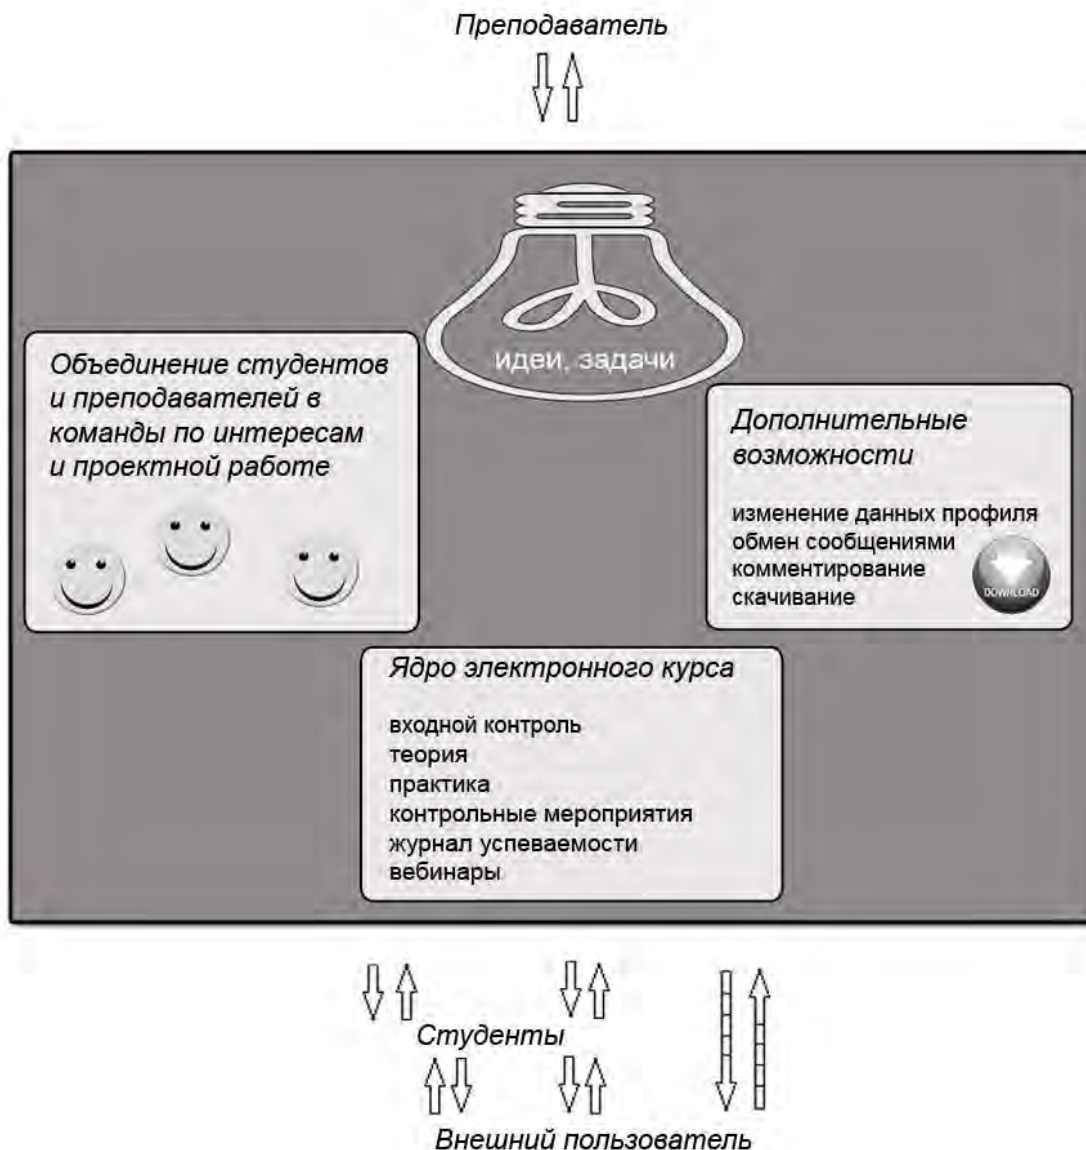 Преподаватель
идеи, задачи
Объединение студентов
и преподавателей в
команды по интересам
и проектной работе
Дополнительные
возможности
изменение данных профиля
обмен сообщениями
комментирование
скачивание
DOWNLOAD
Ядро электронного курса
входной контроль
теория
практика
контрольные мероприятия
журнал успеваемости
вебинары
Студенты
Внешний пользователь